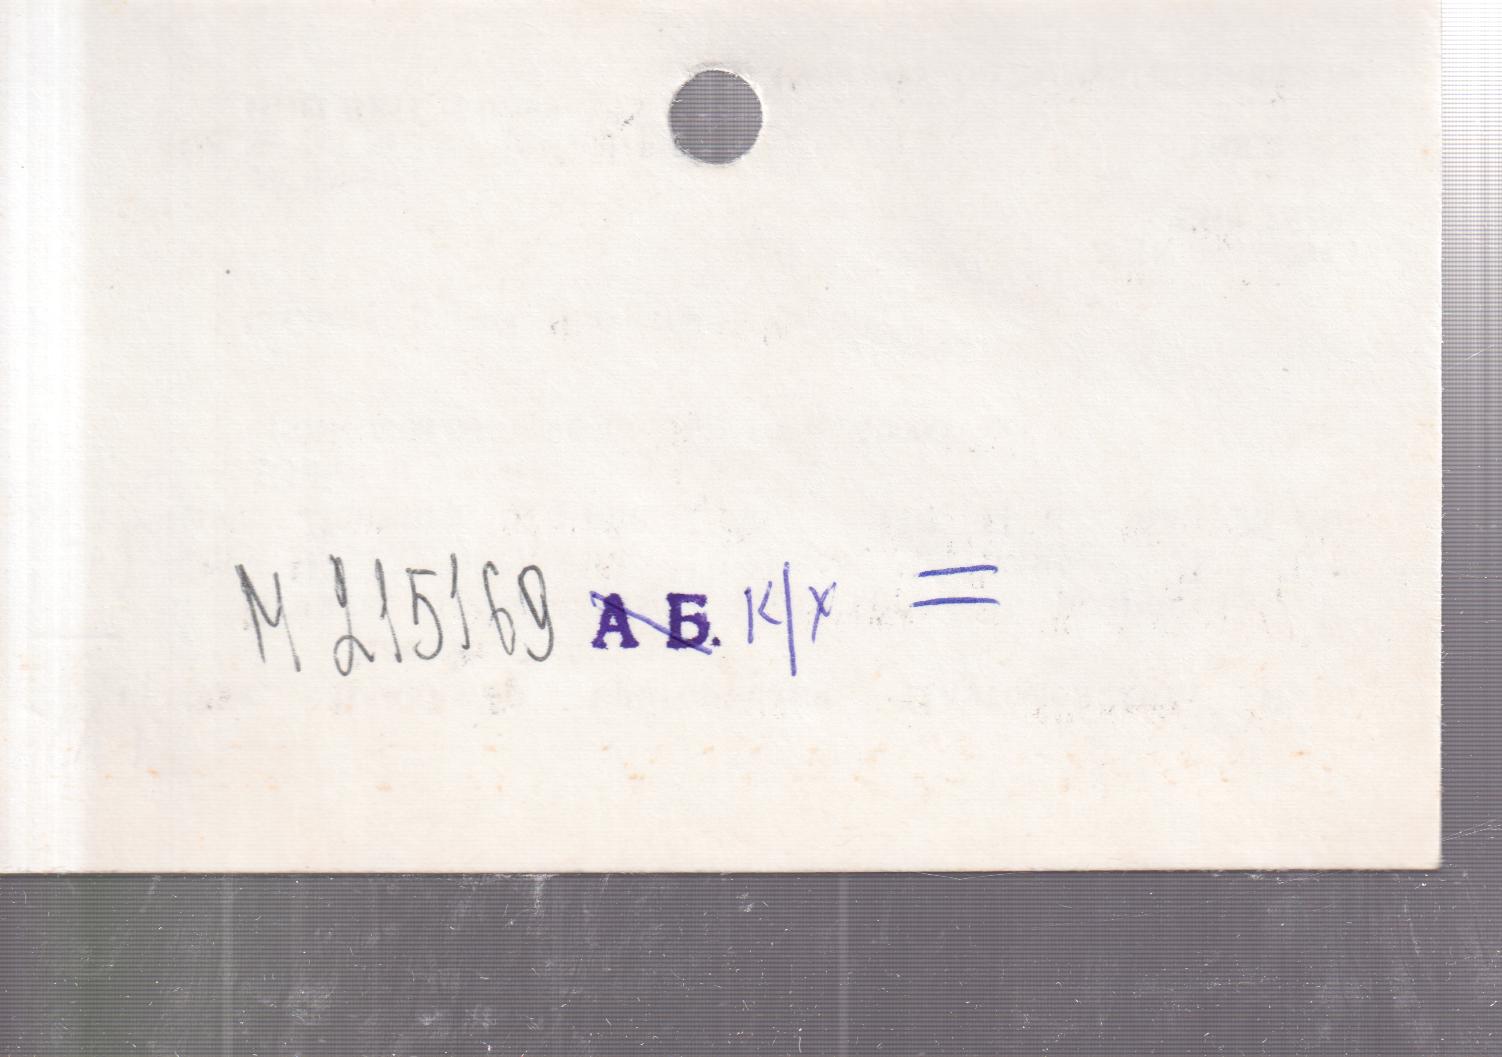 М 215169 А Б. к/х =